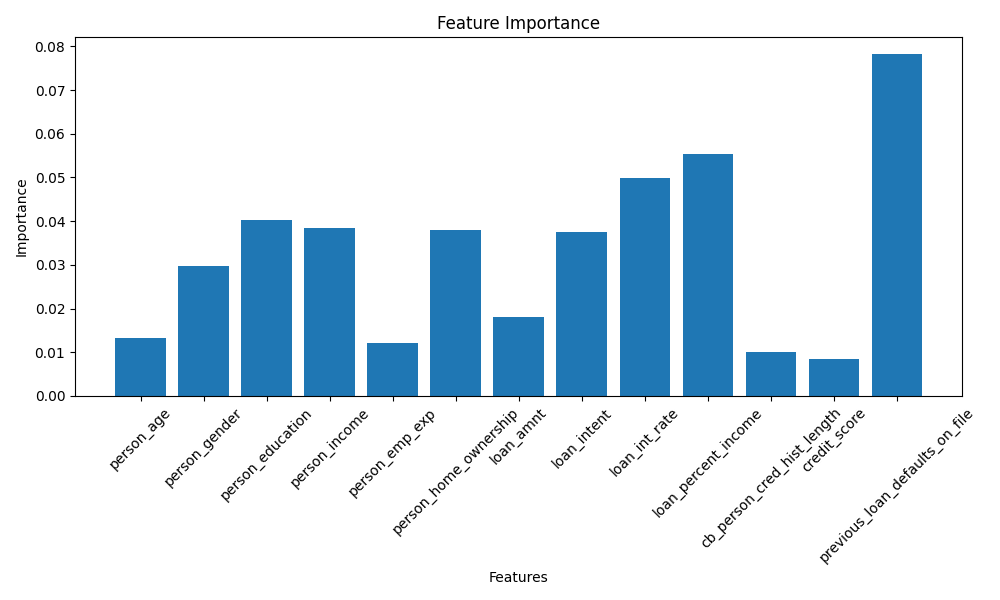 Feature Importance
0.08
0.07
0.06
0.05
0.04
0.03
0.02
0.01
0.00
Importance
person_age
person_gender
person_education
person_income
person_emp_exp
person_home_ownership
loan_amnt
loan_intent
loan_int_rate
loan_percent_income
cb_person_cred_hist_length
credit_score
previous_loan_defaults_on_file
Features